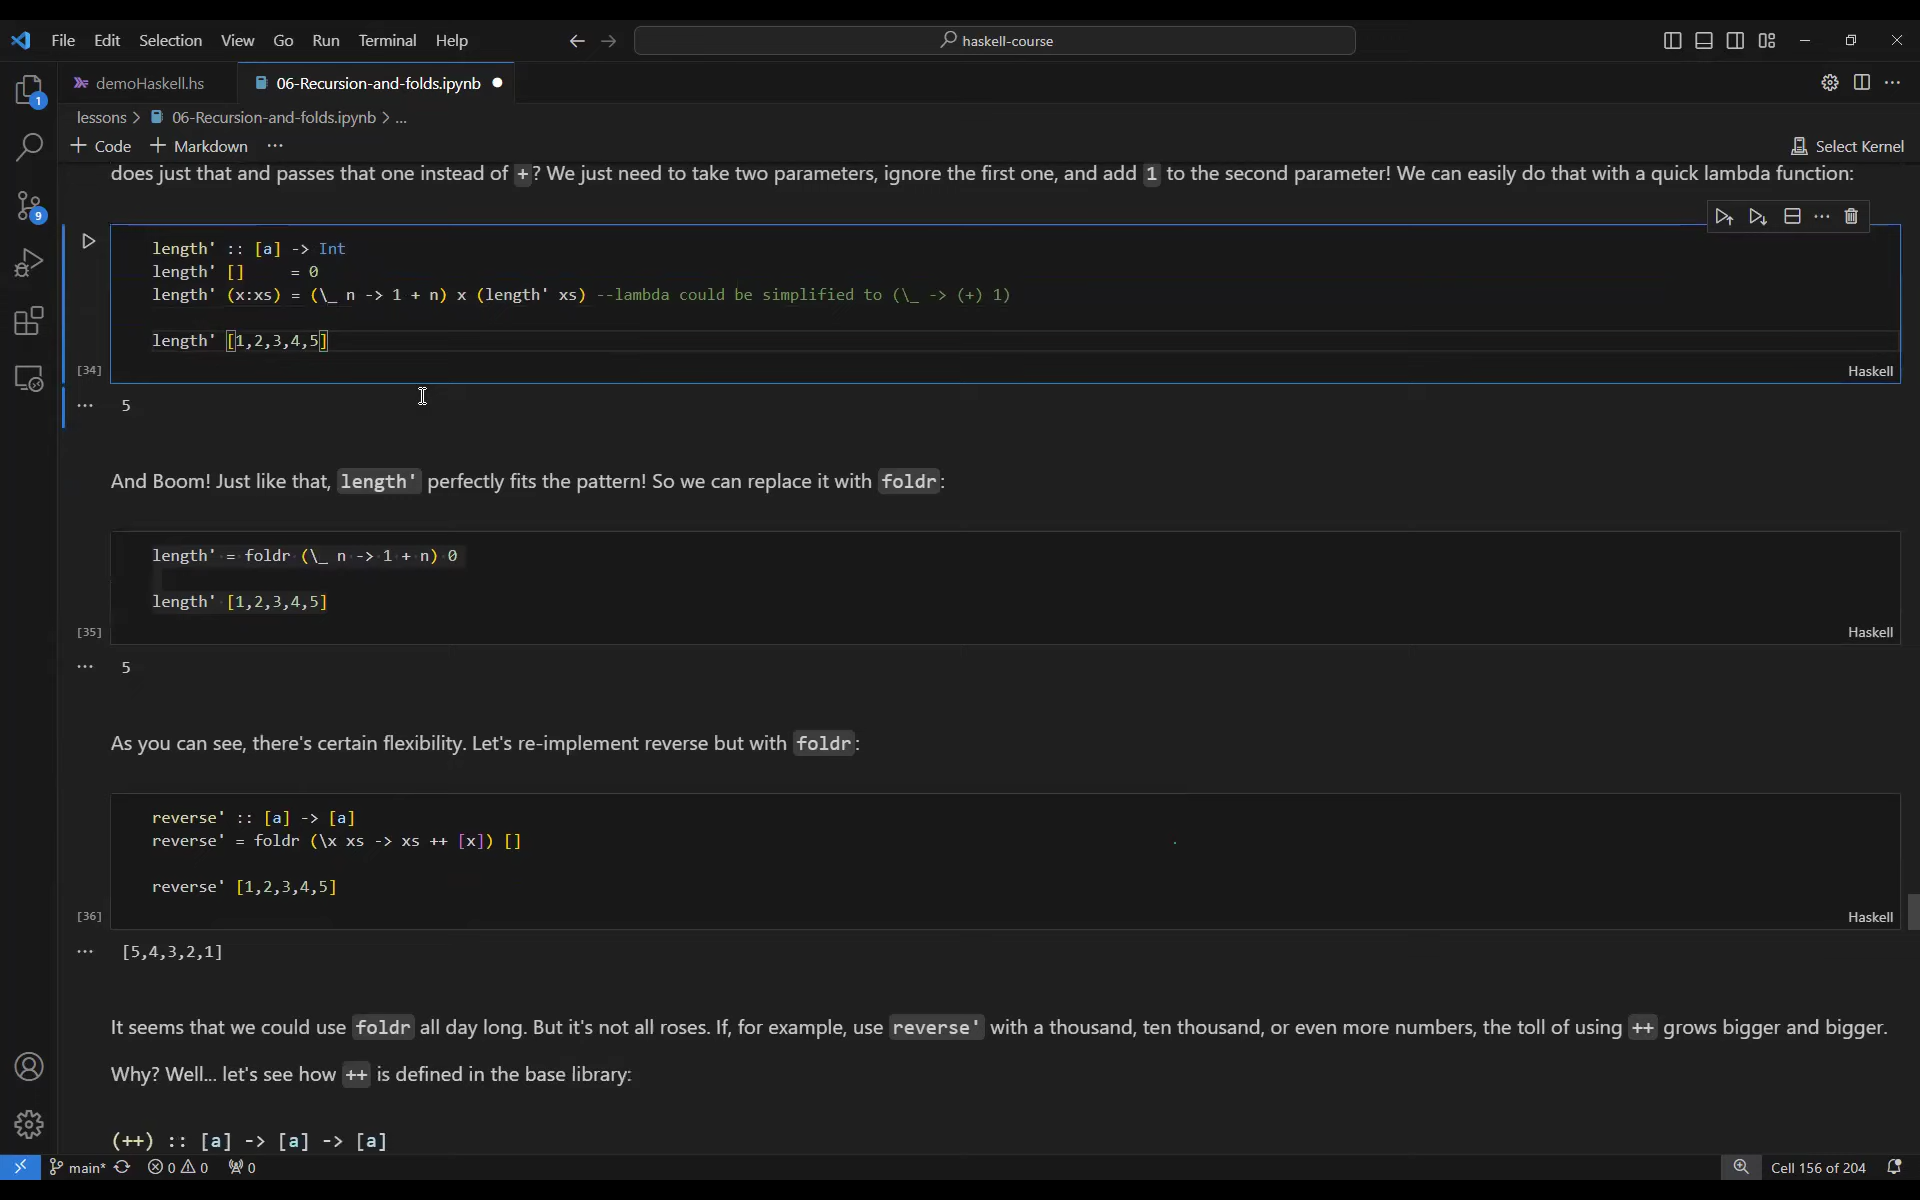 File Edit Selection View Go Run Terminal Help
haskell-course
demoHaskell.hs
06-Recursion-and-folds.ipynb
lessons > 06-Recursion-and-folds.ipynb > ...
+ Code + Markdown ...
Select Kernel
does just that and passes that one instead of +? We just need to take two parameters, ignore the first one, and add 1 to the second parameter! We can easily do that with a quick lambda function:
length' :: [a] -> Int
length' []     = 0
length' (x:xs) = (\_ n -> 1 + n) x (length' xs) --lambda could be simplified to (\_ -> (+) 1)
length' [1,2,3,4,5]
[34]
Haskell
5
And Boom! Just like that, length' perfectly fits the pattern! So we can replace it with foldr:
length' = foldr (\_ n -> 1 + n) 0
length' [1,2,3,4,5]
[35]
Haskell
5
As you can see, there's certain flexibility. Let's re-implement reverse but with foldr:
reverse' :: [a] -> [a]
reverse' = foldr (\x xs -> xs ++ [x]) []
reverse' [1,2,3,4,5]
[36]
Haskell
[5,4,3,2,1]
It seems that we could use foldr all day long. But it's not all roses. If, for example, use reverse' with a thousand, ten thousand, or even more numbers, the toll of using ++ grows bigger and bigger.
Why? Well... let's see how ++ is defined in the base library:
(++) :: [a] -> [a] -> [a]
1
9
main* 0 0 0
Cell 156 of 204